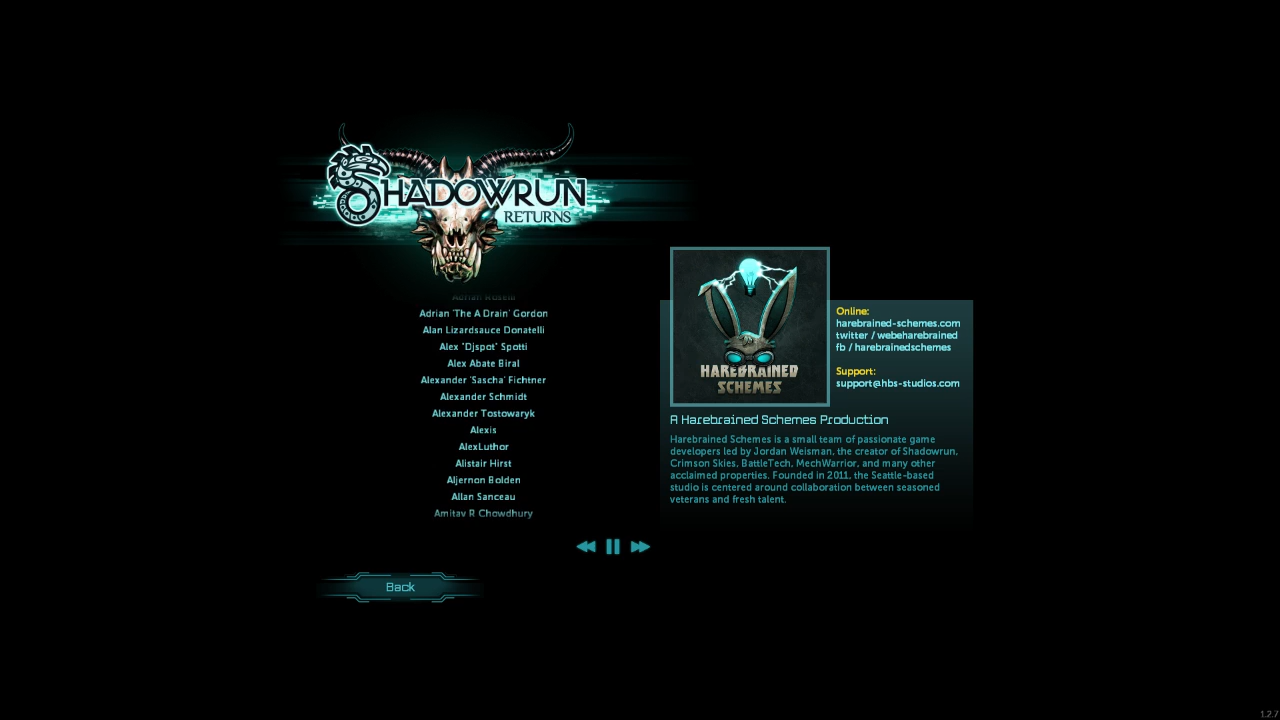 SHADOWRUN
RETURNS
Adrian 'The A Drain' Gordon
Alan Lizardsauce Donatelli
Alex "Djspot" Spotti
Alex Abate Biral
Alexander 'Sascha' Fichtner
Alexander Schmidt
Alexander Tostowaryk
Alexis
AlexLuthor
Alistair Hirst
Aljernon Bolden
Allan Sanceau
Amitav R Chowdhury
Back
HAREBRAINED
SCHEMES
Online:
harebrained-schemes.com
twitter / webeharebrained
fb / harebrainedschemes
Support:
support@hbs-studios.com
A Harebrained Schemes Production
Harebrained Schemes is a small team of passionate game
developers led by Jordan Weisman, the creator of Shadowrun,
Crimson Skies, BattleTech, MechWarrior, and many other
acclaimed properties. Founded in 2011, the Seattle-based
studio is centered around collaboration between seasoned
veterans and fresh talent.
1.2.7